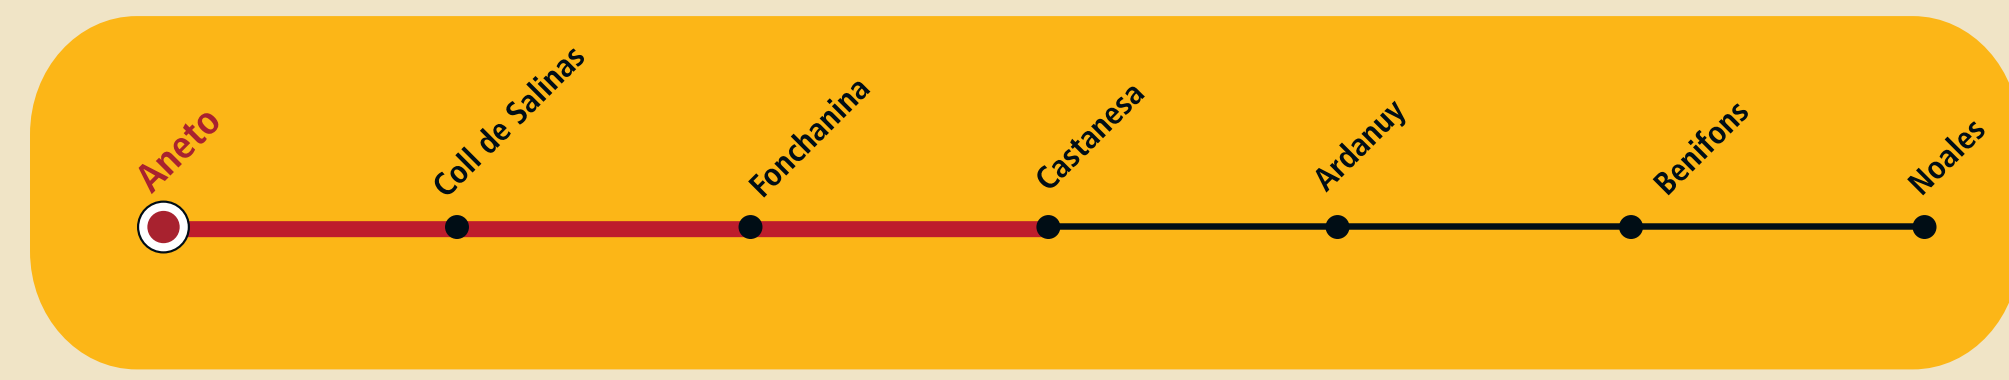 Aneto
Coll de Salinas
Fonchanina
Castanesa
Ardanuy
Benifons
Noales